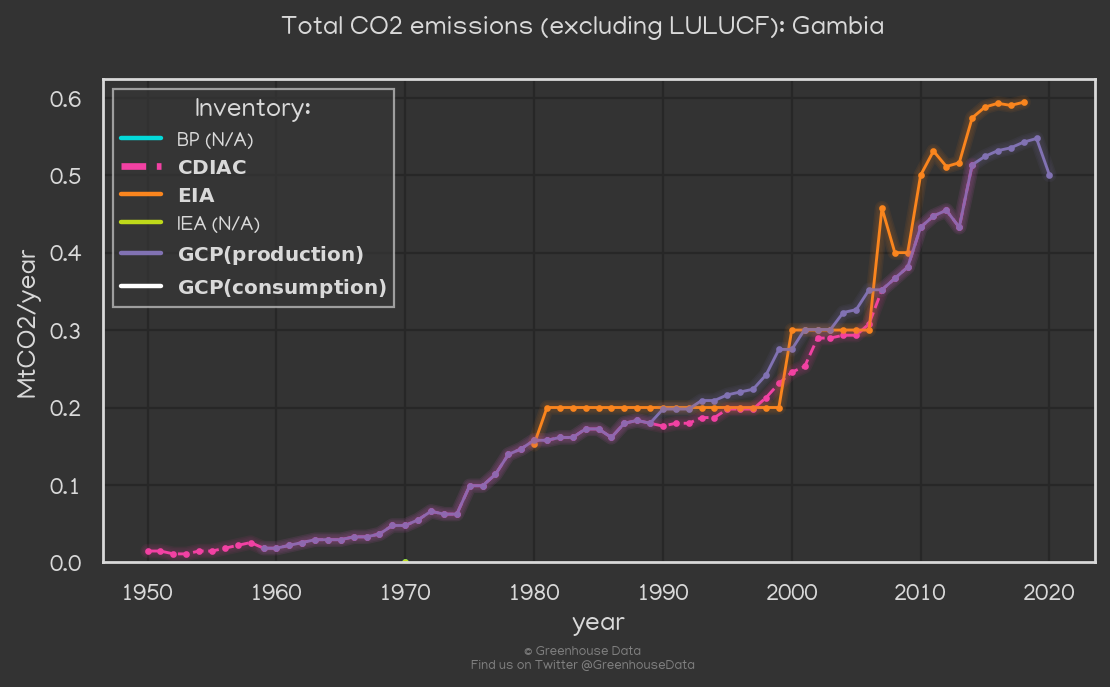 Total CO2 emissions (excluding LULUCF): Gambia
Inventory:
BP (N/A)
CDIAC
EIA
IEA (N/A)
GCP(production)
GCP(consumption)
MtCO2/year
0.6
0.5
0.4
0.3
0.2
0.1
0.0
1950 1960 1970 1980 1990 2000 2010 2020
year
© Greenhouse Data
Find us on Twitter @GreenhouseData